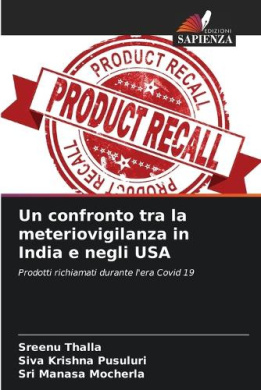 EDIZIONI
SAPIENZA
PRODUCT RECALL
PRODUCT RECALL
PRODUCT RECALL
Un confronto tra la
meteriovigilanza in
India e negli USA
Prodotti richiamati durante l'era Covid 19
Sreenu Thalla
Siva Krishna Pusuluri
Sri Manasa Mocherla